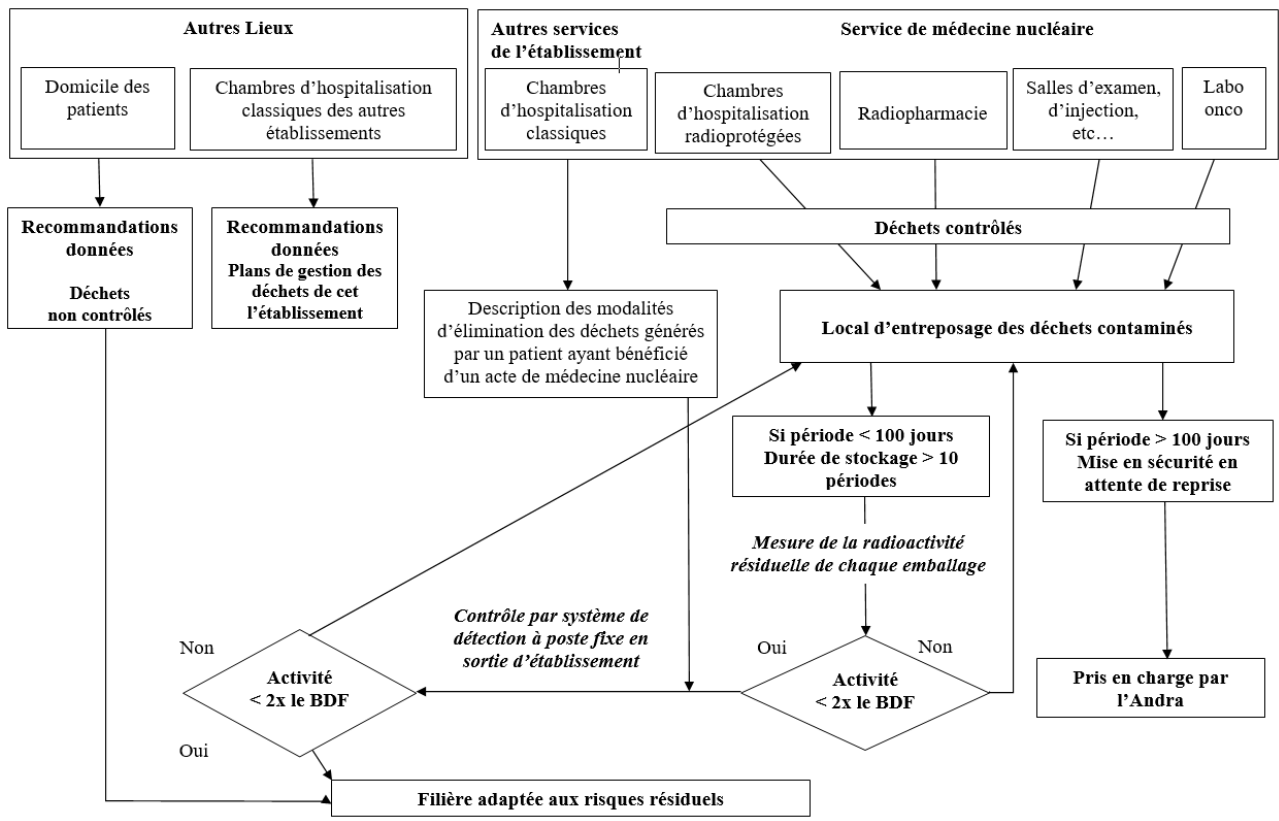 Autres Lieux
Domicile des
patients
Chambres d’hospitalisation
classiques des autres
établissements
Autres services
de l’établissement
Service de médecine nucléaire
Chambres
d’hospitalisation
classiques
Chambres
d’hospitalisation
radioprotégées
Radiopharmacie
Salles d’examen,
d’injection,
etc…
Labo
onco
Recommandations
données
Déchets
non contrôlés
Recommandations
données
Plans de gestion des
déchets de cet
l’établissement
Déchets contrôlés
Description des modalités
d’élimination des déchets générés
par un patient ayant bénéficié
d’un acte de médecine nucléaire
Local d’entreposage des déchets contaminés
Si période < 100 jours
Durée de stockage > 10
périodes
Si période > 100 jours
Mise en sécurité en
attente de reprise
Mesure de la radioactivité
résiduelle de chaque emballage
Contrôle par système de
détection à poste fixe en
sortie d’établissement
Non
Activité
< 2x le BDF
Oui
Oui
Non
Activité
< 2x le BDF
Pris en charge par
l’Andra
Filière adaptée aux risques résiduels